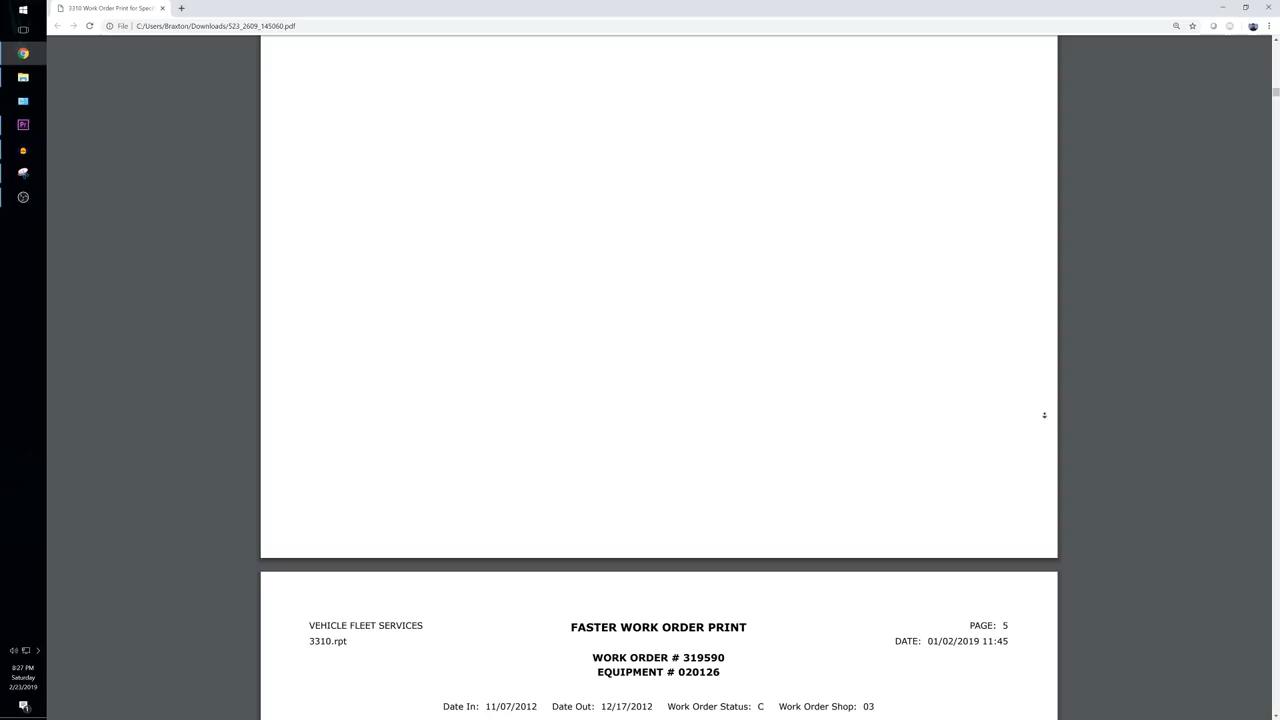 3310 Work Order Print for Speci
File
C:/Users/Braxton/Downloads/523_2609_145060.pdf
Pr
VEHICLE FLEET SERVICES
FASTER WORK ORDER PRINT
PAGE: 5
3310.rpt
DATE: 01/02/2019 11:45
WORK ORDER # 319590
EQUIPMENT # 020126
Date In: 11/07/2012 Date Out: 12/17/2012 Work Order Status: C Work Order Shop: 03
8:27 PM
Saturday
2/23/2019